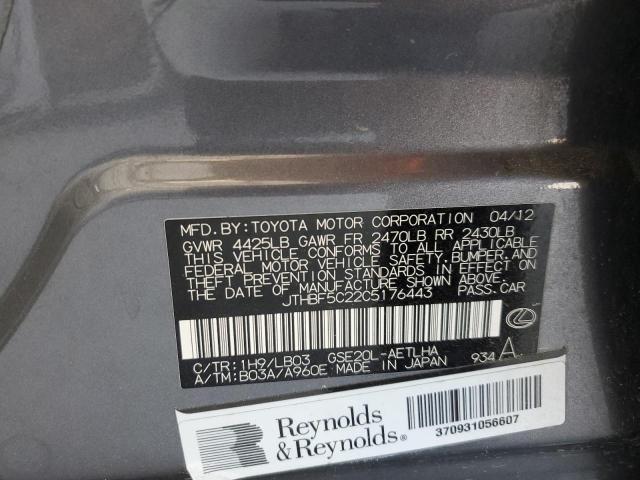 MFD. BY: TOYOTA MOTOR CORPORATION 04/12
GVWR 4425LB GAWR FR 2470LB RR 2430LB
THIS VEHICLE CONFORMS TO ALL APPLICABLE
FEDERAL MOTOR VEHICLE SAFETY, BUMPER, AND
THEFT PREVENTION STANDARDS IN EFFECT ON
THE DATE OF MANUFACTURE SHOWN ABOVE.
JTHBF5C22C5176443 PASS. CAR
C/TR: 1H9/LB03 GSE20L-AETLHA
A/TM: B03A/A960E MADE IN JAPAN 934 A
Reynolds
& Reynolds®
370931056607